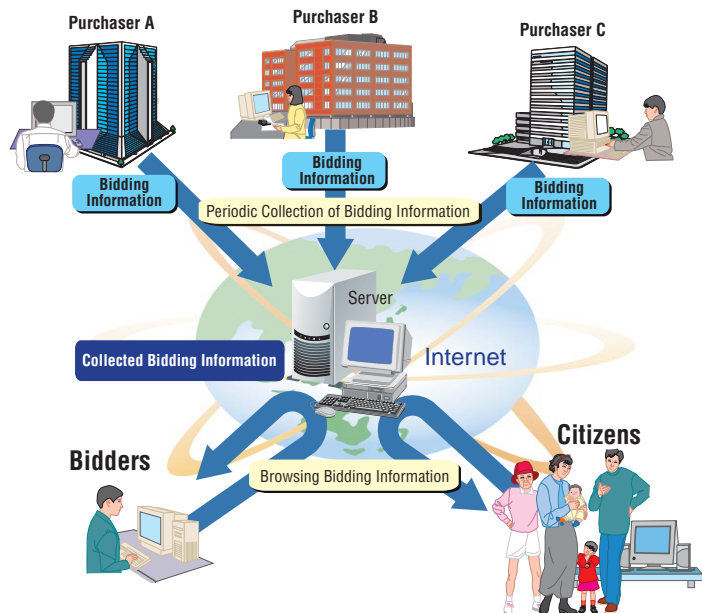 Purchaser A
Purchaser B
Purchaser C
Bidding
Information
Bidding
Information
Bidding
Information
Periodic Collection of Bidding Information
Server
Collected Bidding Information
Internet
Bidders
Citizens
Browsing Bidding Information